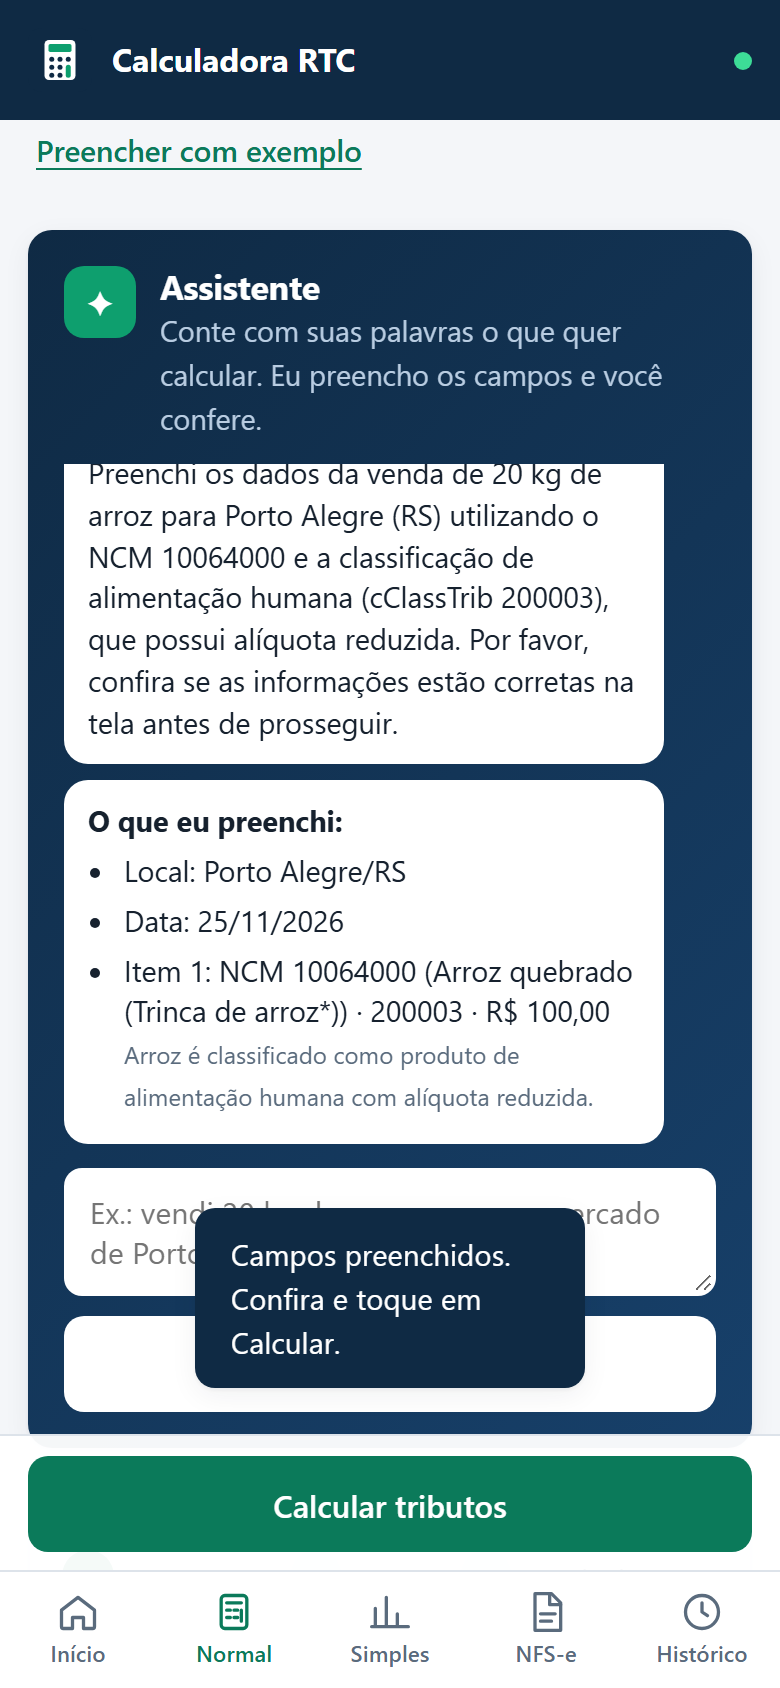 Calculadora RTC
Preencher com exemplo
Assistente
Conte com suas palavras o que quer
calcular. Eu preencho os campos e você
confere.
Preenchi os dados da venda de 20 kg de
arroz para Porto Alegre (RS) utilizando o
NCM 10064000 e a classificação de
alimentação humana (cClassTrib 200003),
que possui alíquota reduzida. Por favor,
confira se as informações estão corretas na
tela antes de prosseguir.
O que eu preenchi:
• Local: Porto Alegre/RS
• Data: 25/11/2026
• Item 1: NCM 10064000 (Arroz quebrado
(Trinca de arroz*)) · 200003 · R$ 100,00
Arroz é classificado como produto de
alimentação humana com alíquota reduzida.
Ex.:
de
Campos preenchidos.
Confira e toque em
Calcular.
Calcular tributos
Início
Normal
Simples
NFS-e
Histórico